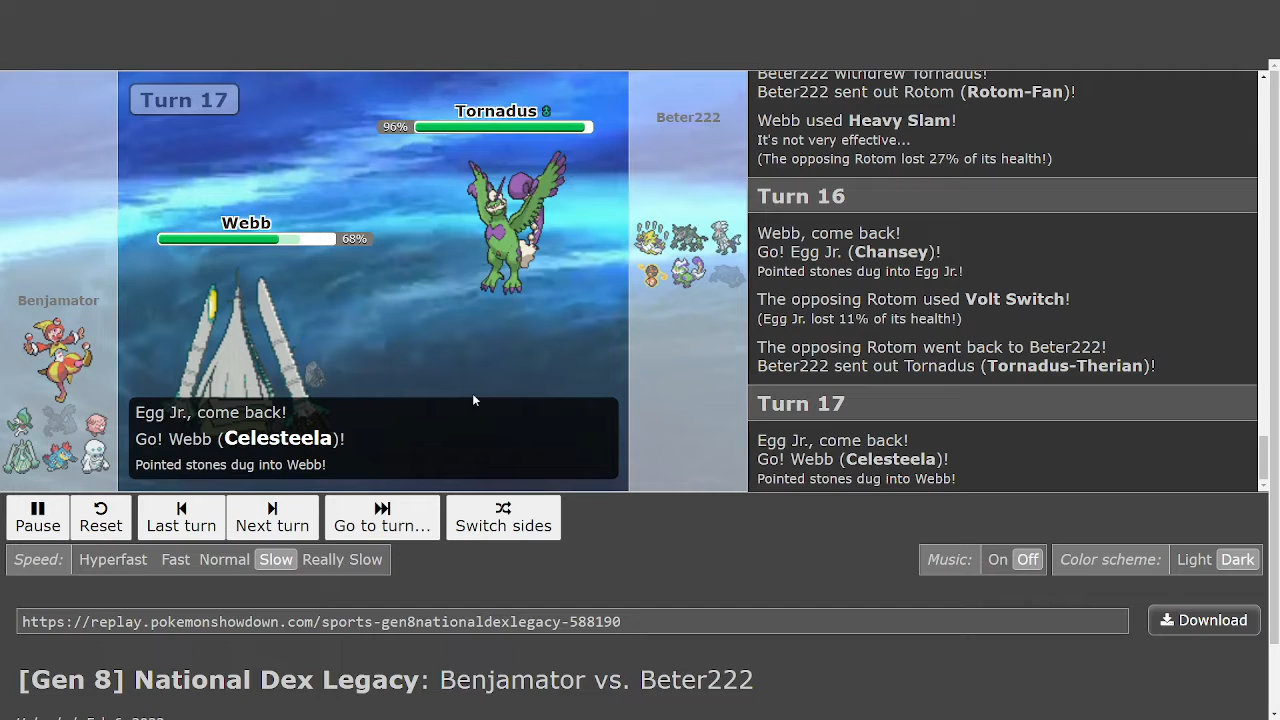 Turn 17
Tornadus
96%
Webb
68%
Benjamator
Beter222
Egg Jr., come back!
Go! Webb (Celesteela)!
Pointed stones dug into Webb!
Beter222 withdrew Tornadus!
Beter222 sent out Rotom (Rotom-Fan)!
Webb used Heavy Slam!
It's not very effective...
(The opposing Rotom lost 27% of its health!)
Turn 16
Webb, come back!
Go! Egg Jr. (Chansey)!
Pointed stones dug into Egg Jr.!
The opposing Rotom used Volt Switch!
(Egg Jr. lost 11% of its health!)
The opposing Rotom went back to Beter222!
Beter222 sent out Tornadus (Tornadus-Therian)!
Turn 17
Egg Jr., come back!
Go! Webb (Celesteela)!
Pointed stones dug into Webb!
Pause Reset Last turn Next turn Go to turn... Switch sides
Speed: Hyperfast Fast Normal Slow Really Slow
Music: On Off Color scheme: Light Dark
https://replay.pokemonshowdown.com/sports-gen8nationaldexlegacy-588190
Download
[Gen 8] National Dex Legacy: Benjamator vs. Beter222